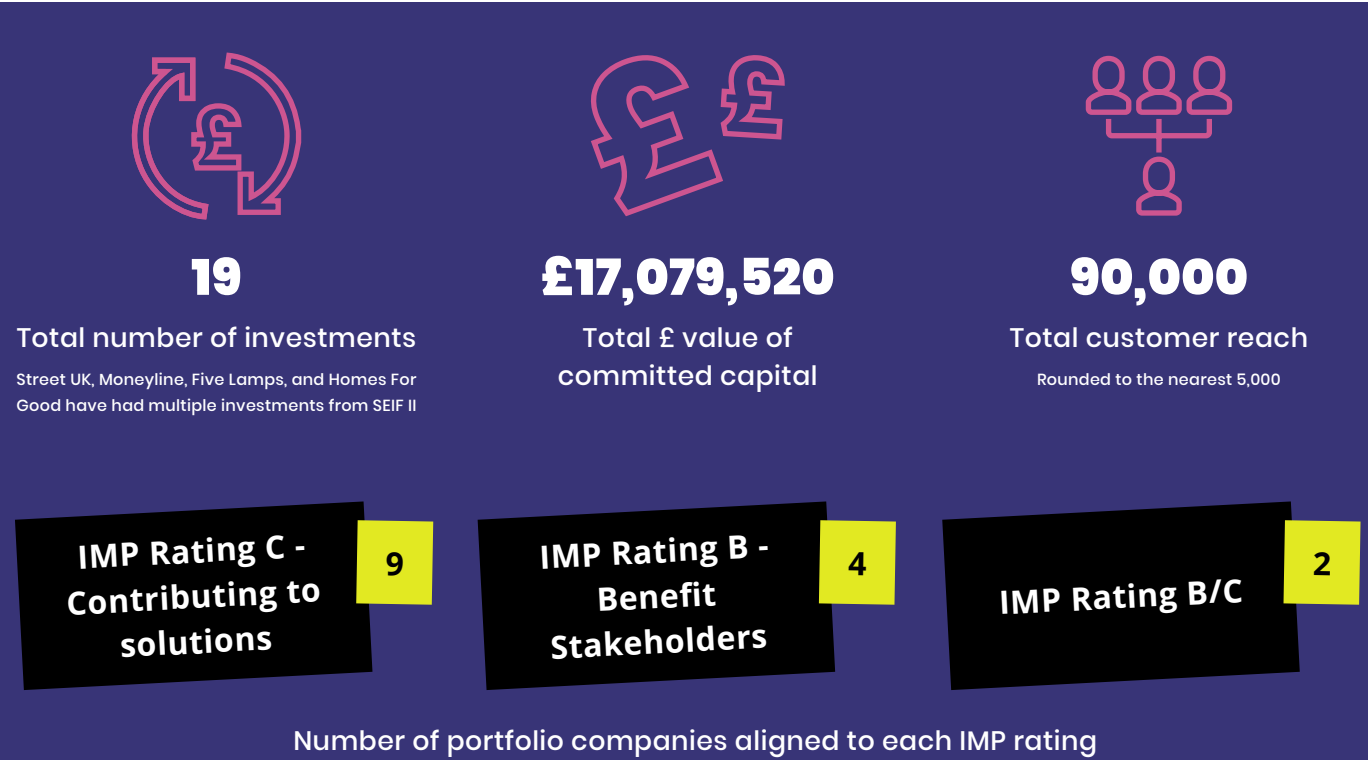 19
Total number of investments
Street UK, Moneyline, Five Lamps, and Homes For
Good have had multiple investments from SEIF II
£17,079,520
Total £ value of
committed capital
90,000
Total customer reach
Rounded to the nearest 5,000
IMP Rating C -
Contributing to
solutions
9
IMP Rating B -
Benefit
Stakeholders
4
IMP Rating B/C
2
Number of portfolio companies aligned to each IMP rating